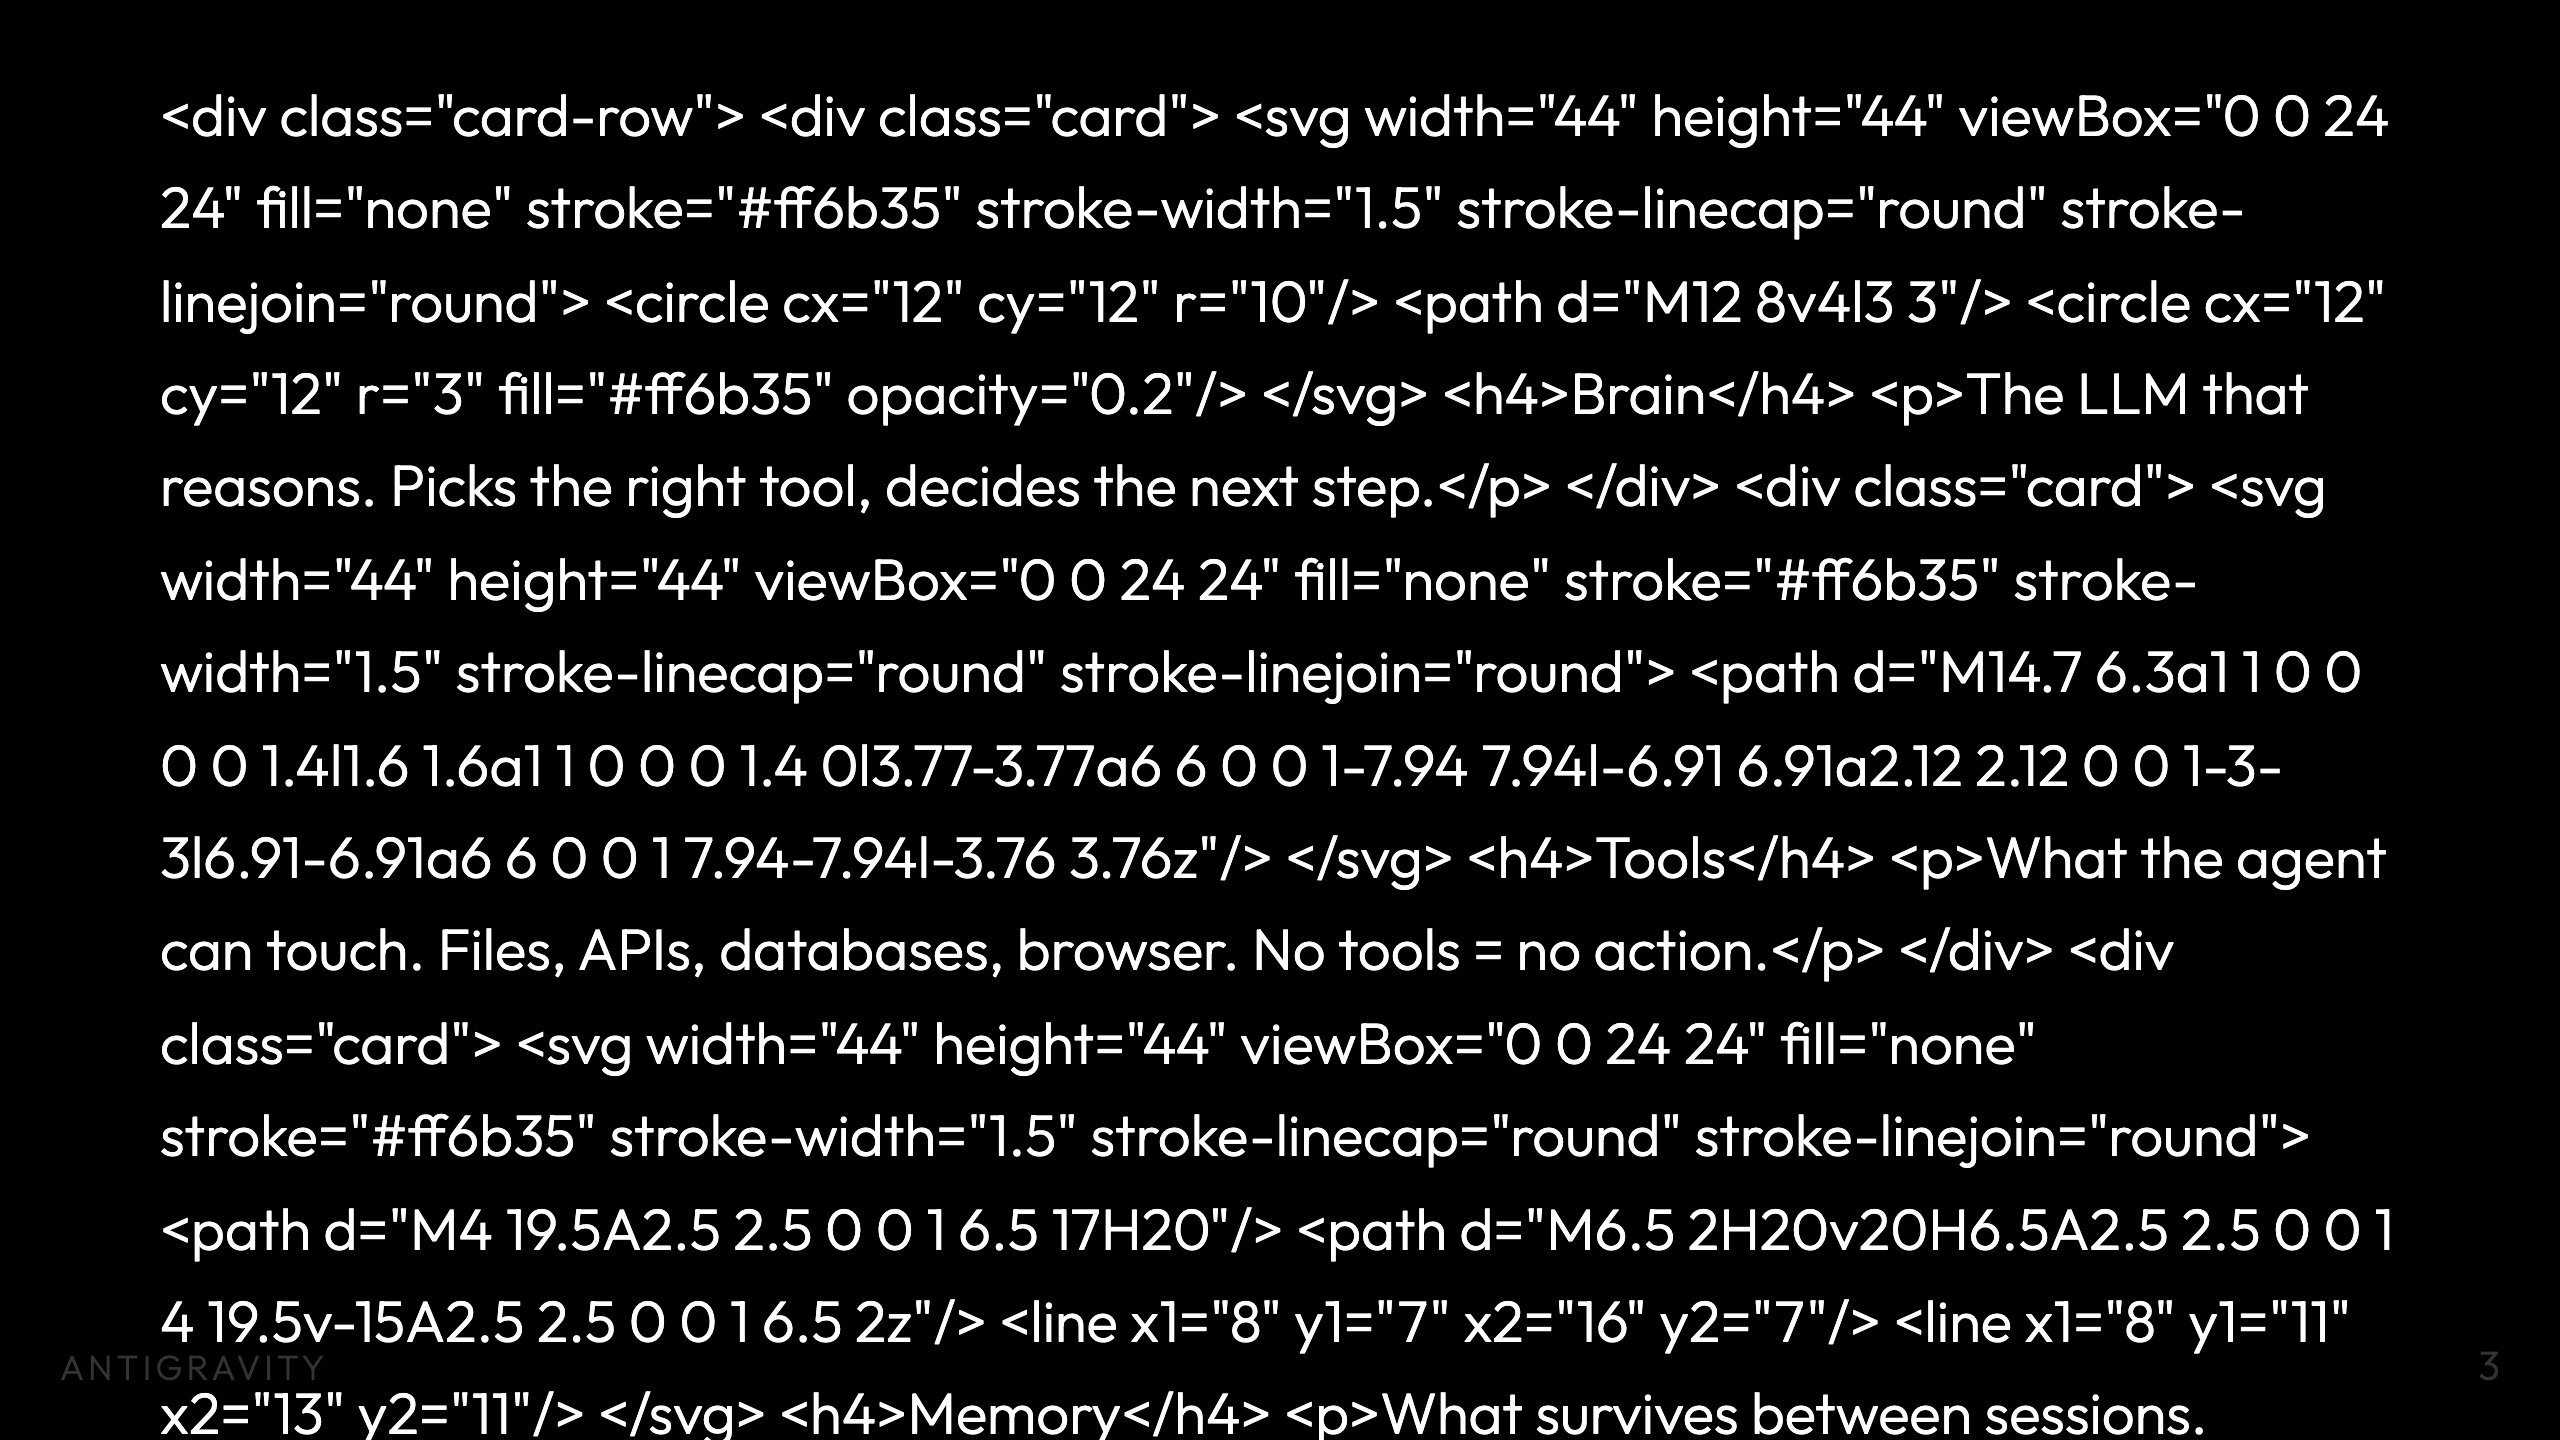 <div class="card-row"> <div class="card"> <svg width="44" height="44" viewBox="0 0 24
24" fill="none" stroke="#ff6b35" stroke-width="1.5" stroke-linecap="round" stroke-
linejoin="round"> <circle cx="12" cy="12" r="10"/> <path d="M12 8v4l3 3"/> <circle cx="12"
cy="12" r="3" fill="#ff6b35" opacity="0.2"/> </svg> <h4>Brain</h4> <p>The LLM that
reasons. Picks the right tool, decides the next step.</p> </div> <div class="card"> <svg
width="44" height="44" viewBox="0 0 24 24" fill="none" stroke="#ff6b35" stroke-
width="1.5" stroke-linecap="round" stroke-linejoin="round"> <path d="M14.7 6.3a1 1 0 0
0 0 1.4l1.6 1.6a1 1 0 0 0 1.4 0l3.77-3.77a6 6 0 0 1-7.94 7.94l-6.91 6.91a2.12 2.12 0 0 1-3-
3l6.91-6.91a6 6 0 0 1 7.94-7.94l-3.76 3.76z"/> </svg> <h4>Tools</h4> <p>What the agent
can touch. Files, APIs, databases, browser. No tools = no action.</p> </div> <div
class="card"> <svg width="44" height="44" viewBox="0 0 24 24" fill="none"
stroke="#ff6b35" stroke-width="1.5" stroke-linecap="round" stroke-linejoin="round">
<path d="M4 19.5A2.5 2.5 0 0 1 6.5 17H20"/> <path d="M6.5 2H20v20H6.5A2.5 2.5 0 0 1
4 19.5v-15A2.5 2.5 0 0 1 6.5 2z"/> <line x1="8" y1="7" x2="16" y2="7"/> <line x1="8" y1="11"
ANTIGRAVITY
3
x2="13" y2="11"/> </svg> <h4>Memory</h4> <p>What survives between sessions.